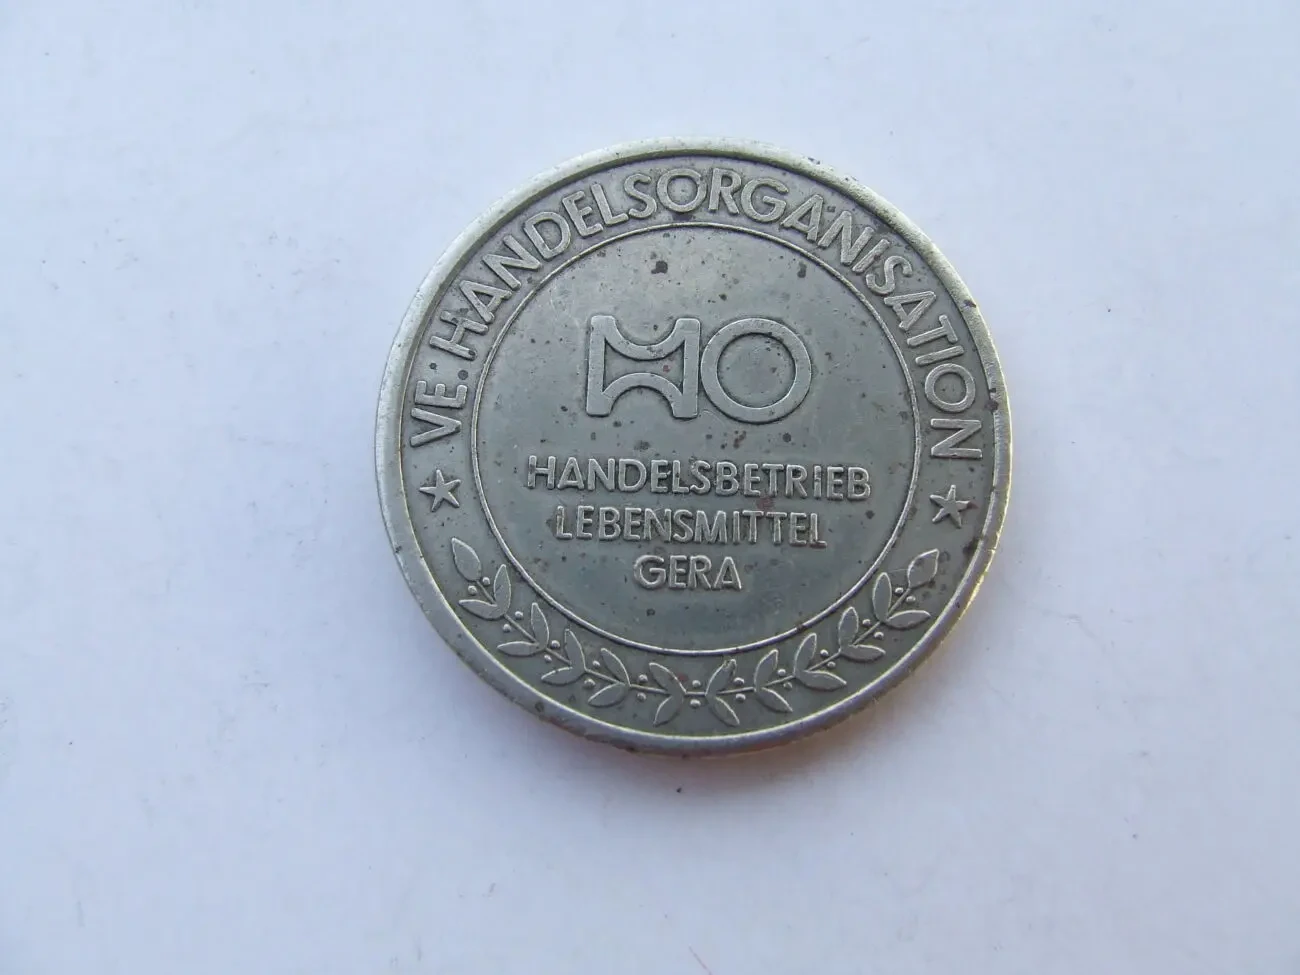 VE. HANDELSORGANISATION
HO
HANDELSBETRIEB
LEBENSMITTEL
GERA